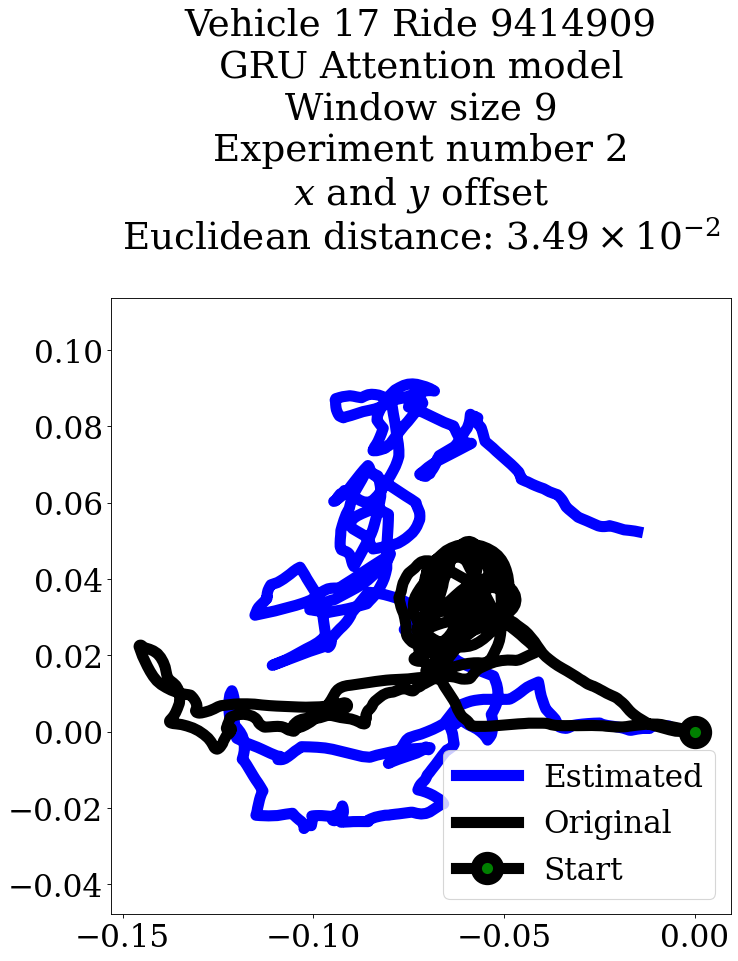 Vehicle 17 Ride 9414909
GRU Attention model
Window size 9
Experiment number 2
x and y offset
Euclidean distance: 3.49 × 10⁻²
0.10
0.08
0.06
0.04
0.02
0.00
−0.02
−0.04
−0.15
−0.10
−0.05
0.00
Estimated
Original
Start